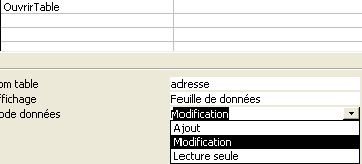 OuvrirTable
om table adresse
ffichage Feuille de données
ode données Modification
Ajout
Modification
Lecture seule